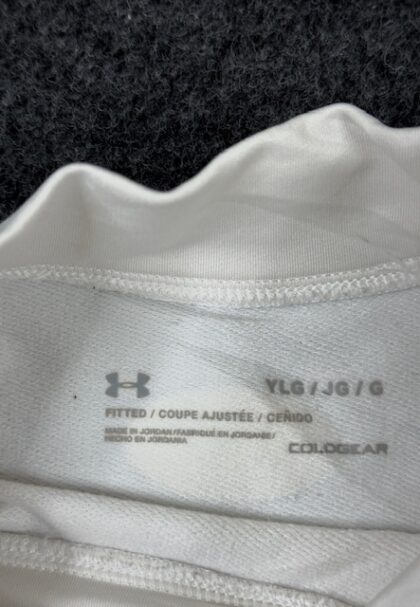 YLG / JG / G
FITTED / COUPE AJUSTÉE / CEÑIDO
MADE IN JORDAN / FABRIQUÉ EN JORDANIE /
HECHO EN JORDANIA
COLDGEAR